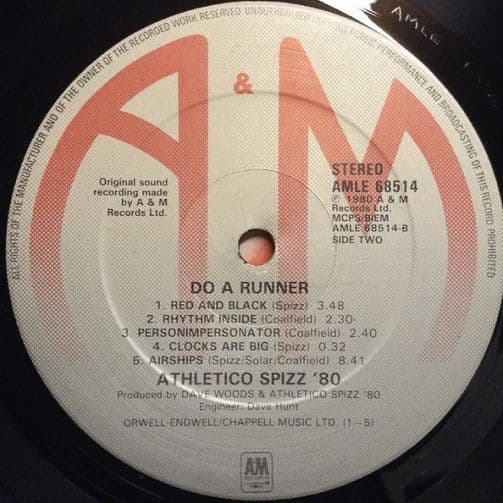 ALL RIGHTS OF THE MANUFACTURER AND OF THE OWNER OF THE RECORDED WORK RESERVED. UNAUTHORISED PUBLIC PERFORMANCE AND BROADCASTING OF THIS RECORD PROHIBITED
AMLE
A & M
Original sound
recording made
by A & M
Records Ltd.
STEREO
AMLE 68514
℗ 1980 A & M
Records Ltd.
MCPS/BIEM
AMLE 68514-B
SIDE TWO
DO A RUNNER
1. RED AND BLACK (Spizz) 3.48
2. RHYTHM INSIDE (Coalfield) 2.30
3. PERSONIMPERSONATOR (Coalfield) 2.40
4. CLOCKS ARE BIG (Spizz) 0.32
5. AIRSHIPS (Spizz/Solar/Coalfield) 8.41
ATHLETICO SPIZZ '80
Produced by DAVE WOODS & ATHLETICO SPIZZ '80
Engineer: Dave Hunt
ORWELL-ENDWELL/CHAPPELL MUSIC LTD. (1—5)
AM
RECORDS